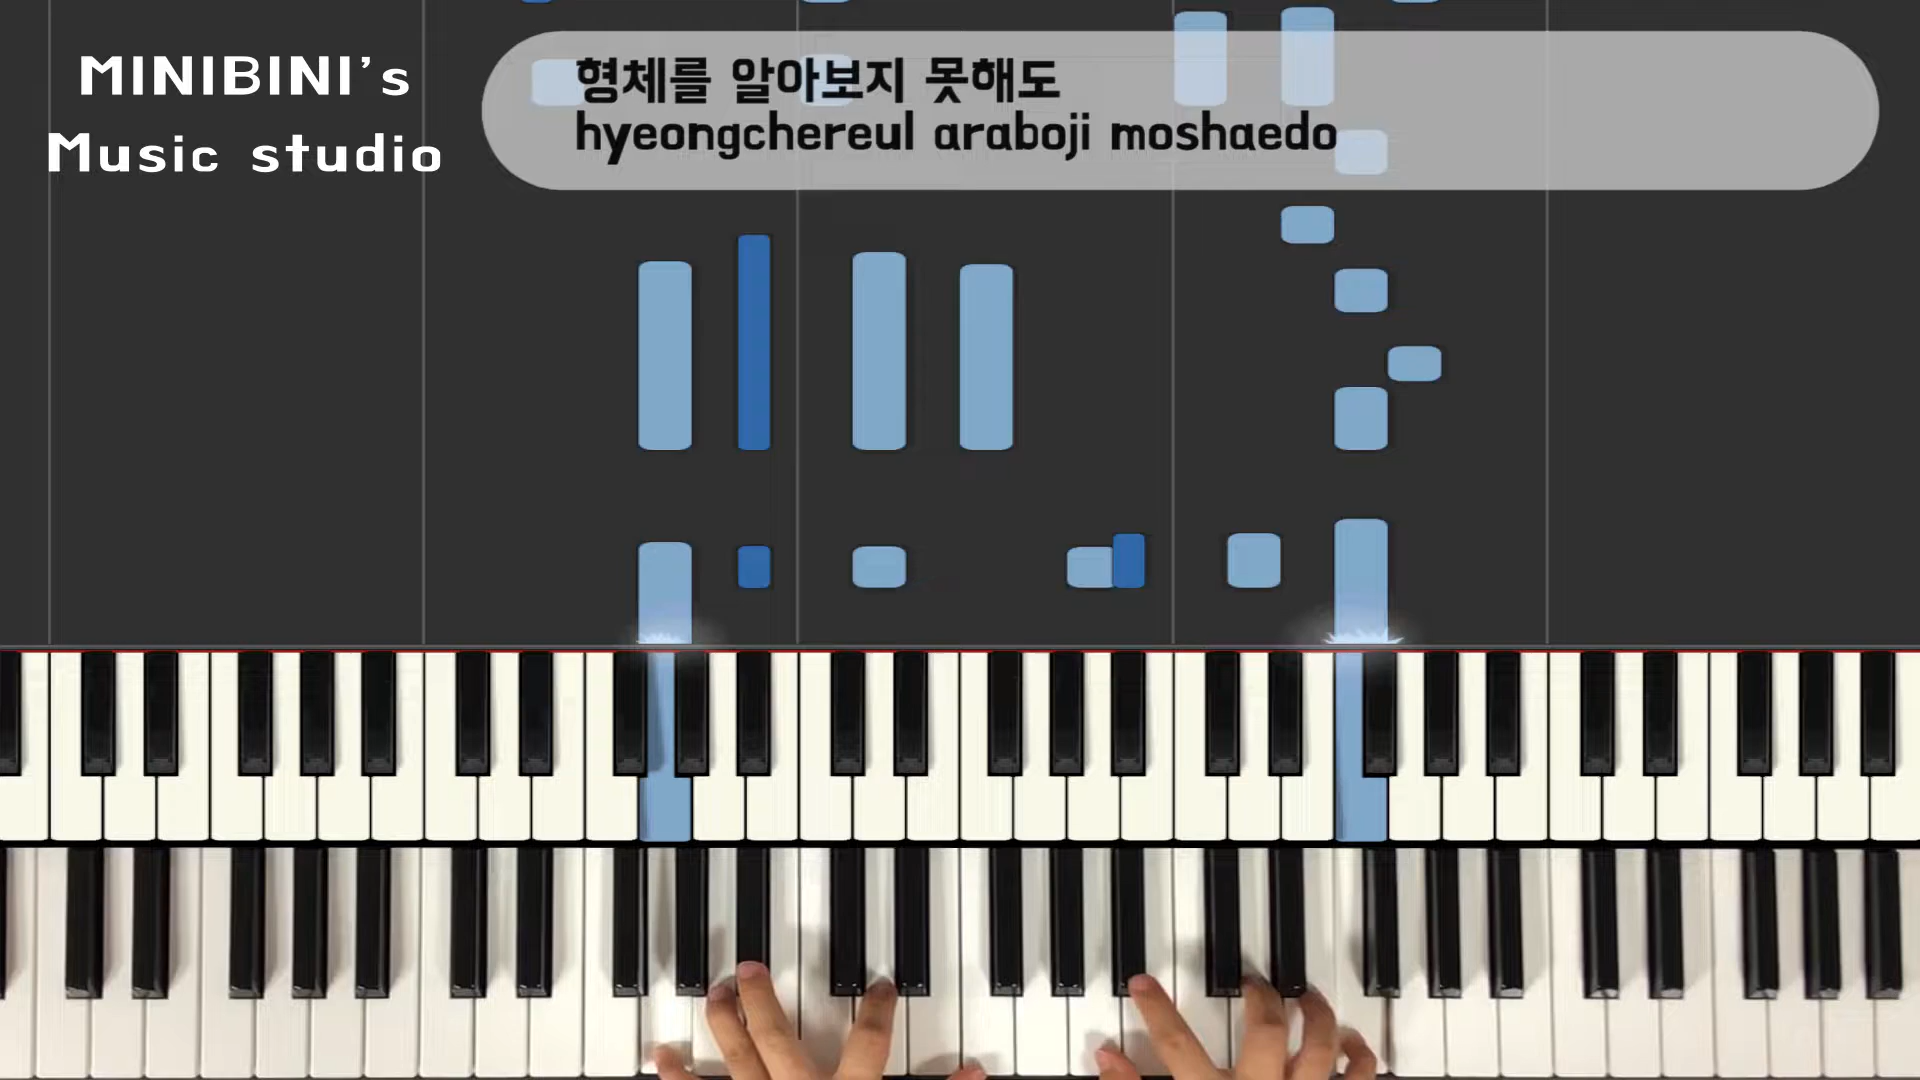 MINIBINI's
Music studio
형체를 알아보지 못해도
hyeongchereul araboji moshaedo